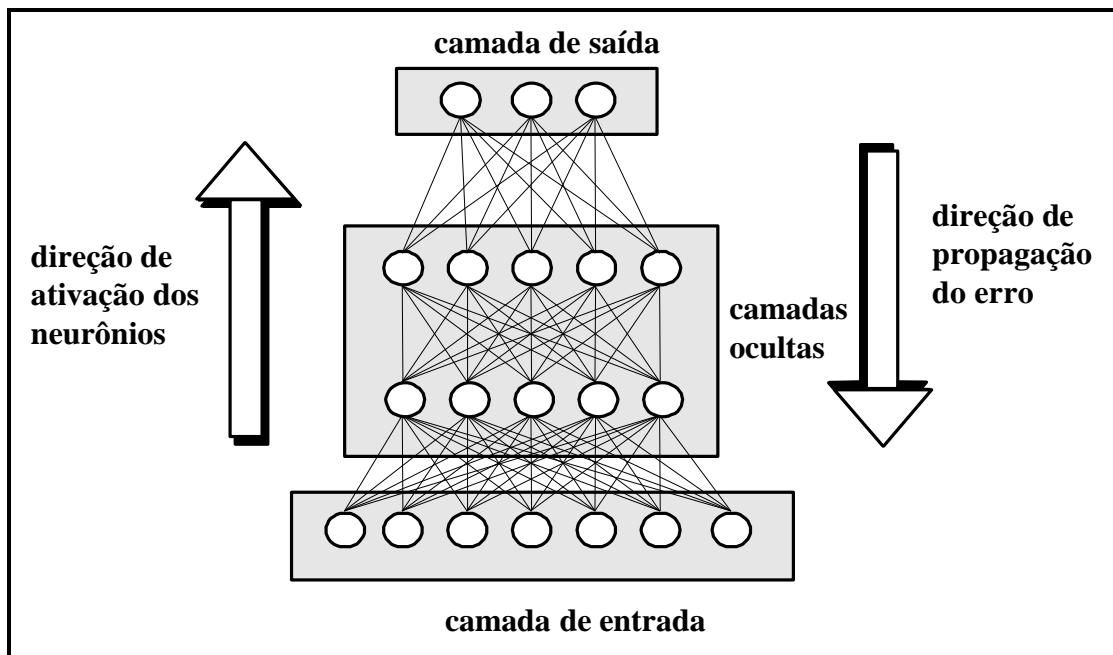 camada de saída
direção de
ativação dos
neurônios
direção de
propagação
do erro
camadas
ocultas
camada de entrada